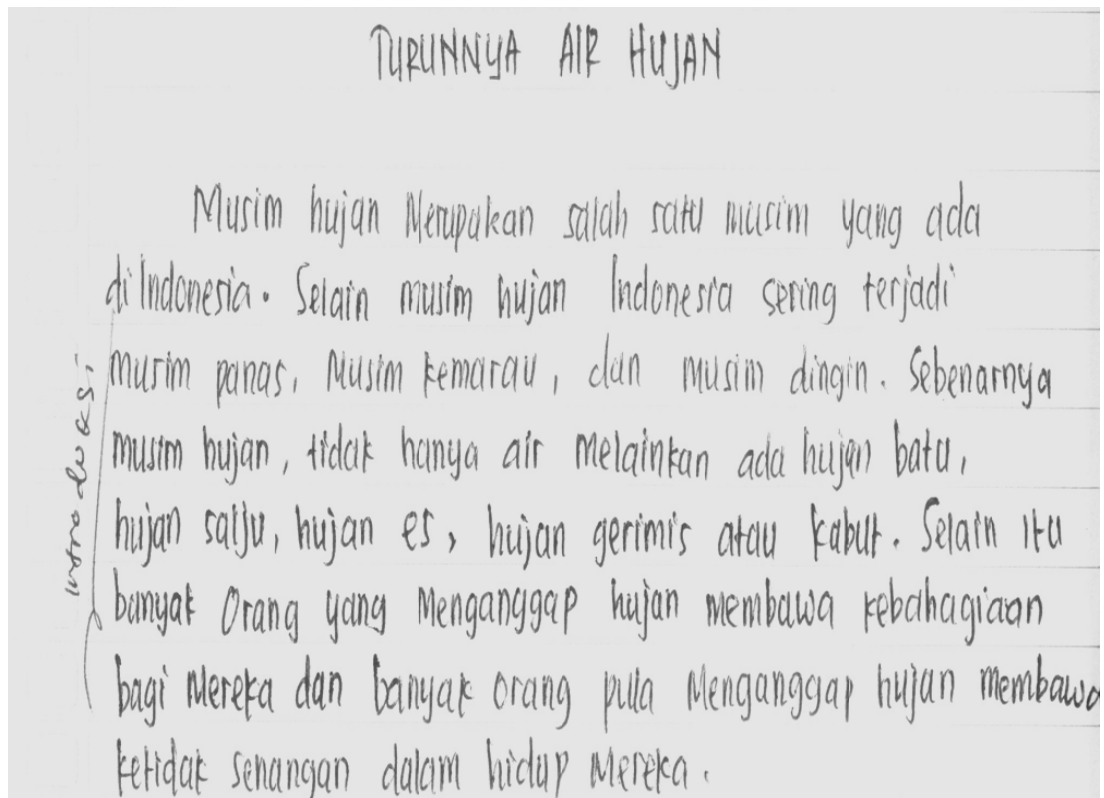 TURUNNYA AIR HUJAN
Musim hujan Merupakan salah satu musim yang ada
di Indonesia. Selain musim hujan Indonesia sering terjadi
musim panas, Musim kemarau, dan musim dingin. Sebenarnya
musim hujan, tidak hanya air Melainkan ada hujan batu,
hujan salju, hujan es, hujan gerimis atau kabut. Selain itu
banyak Orang yang Menganggap hujan membawa kebahagiaan
bagi Mereka dan banyak orang pula Menganggap hujan membawa
ketidak senangan dalam hidup Mereka.
Introduksi